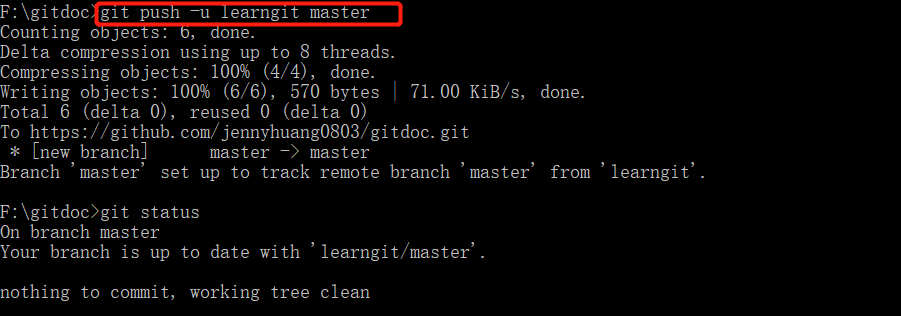 F:\gitdoc>git push -u learngit master
Counting objects: 6, done.
Delta compression using up to 8 threads.
Compressing objects: 100% (4/4), done.
Writing objects: 100% (6/6), 570 bytes | 71.00 KiB/s, done.
Total 6 (delta 0), reused 0 (delta 0)
To https://github.com/jennyhuang0803/gitdoc.git
 * [new branch]      master -> master
Branch 'master' set up to track remote branch 'master' from 'learngit'.
F:\gitdoc>git status
On branch master
Your branch is up to date with 'learngit/master'.
nothing to commit, working tree clean